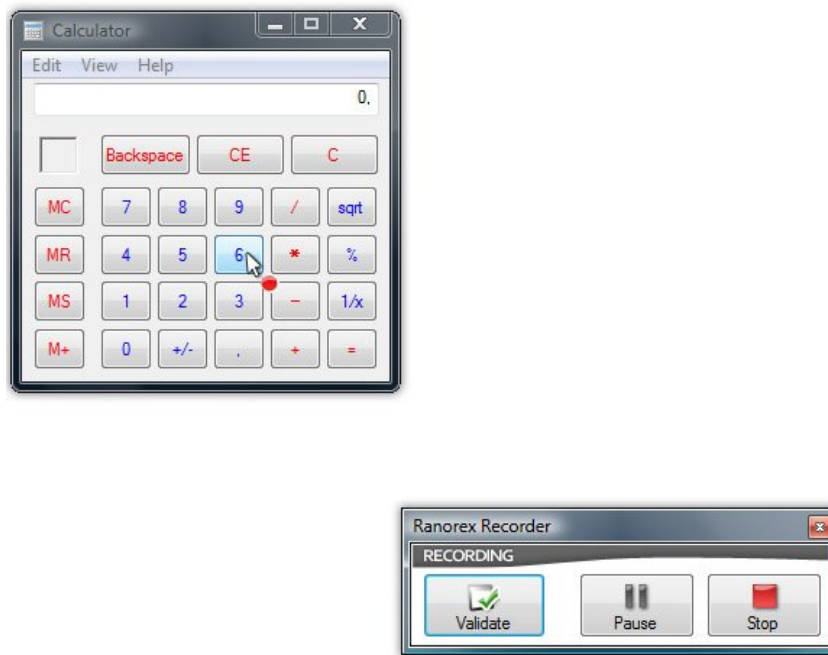 Calculator
Edit View Help
0,
Backspace CE C
MC 7 8 9 / sqrt
MR 4 5 6 * %
MS 1 2 3 - 1/x
M+ 0 +/- , + =
Ranorex Recorder
RECORDING
Validate Pause Stop